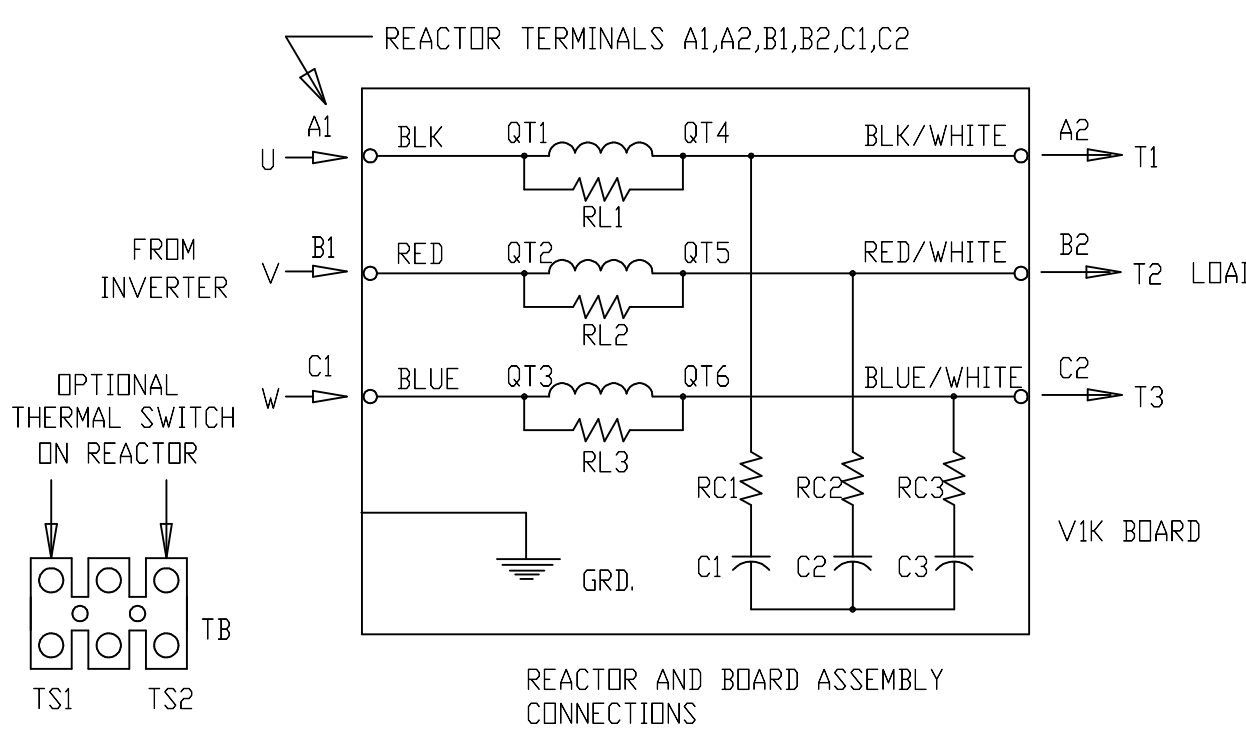 REACTOR TERMINALS A1,A2,B1,B2,C1,C2
A1
BLK
QT1
QT4
BLK/WHITE
A2
U
T1
RL1
FROM
INVERTER
B1
RED
QT2
QT5
RED/WHITE
B2
V
T2
RL2
OPTIONAL
THERMAL SWITCH
ON REACTOR
C1
BLUE
QT3
QT6
BLUE/WHITE
C2
W
T3
RL3
RC1
RC2
RC3
V1K BOARD
C1
C2
C3
GRD.
TB
TS1
TS2
REACTOR AND BOARD ASSEMBLY
CONNECTIONS